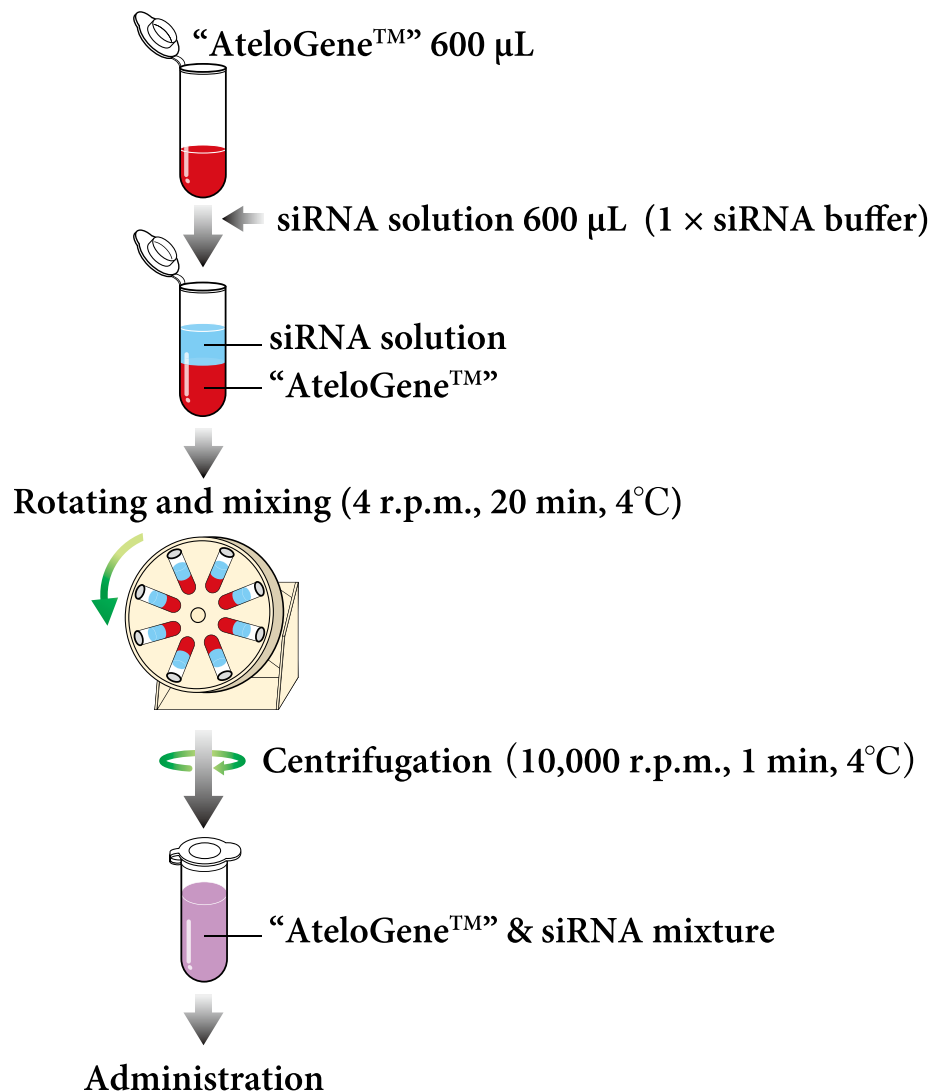 “AteloGene™” 600 µL
siRNA solution 600 µL (1 × siRNA buffer)
siRNA solution
“AteloGene™”
Rotating and mixing (4 r.p.m., 20 min, 4℃)
Centrifugation (10,000 r.p.m., 1 min, 4℃)
“AteloGene™” & siRNA mixture
Administration